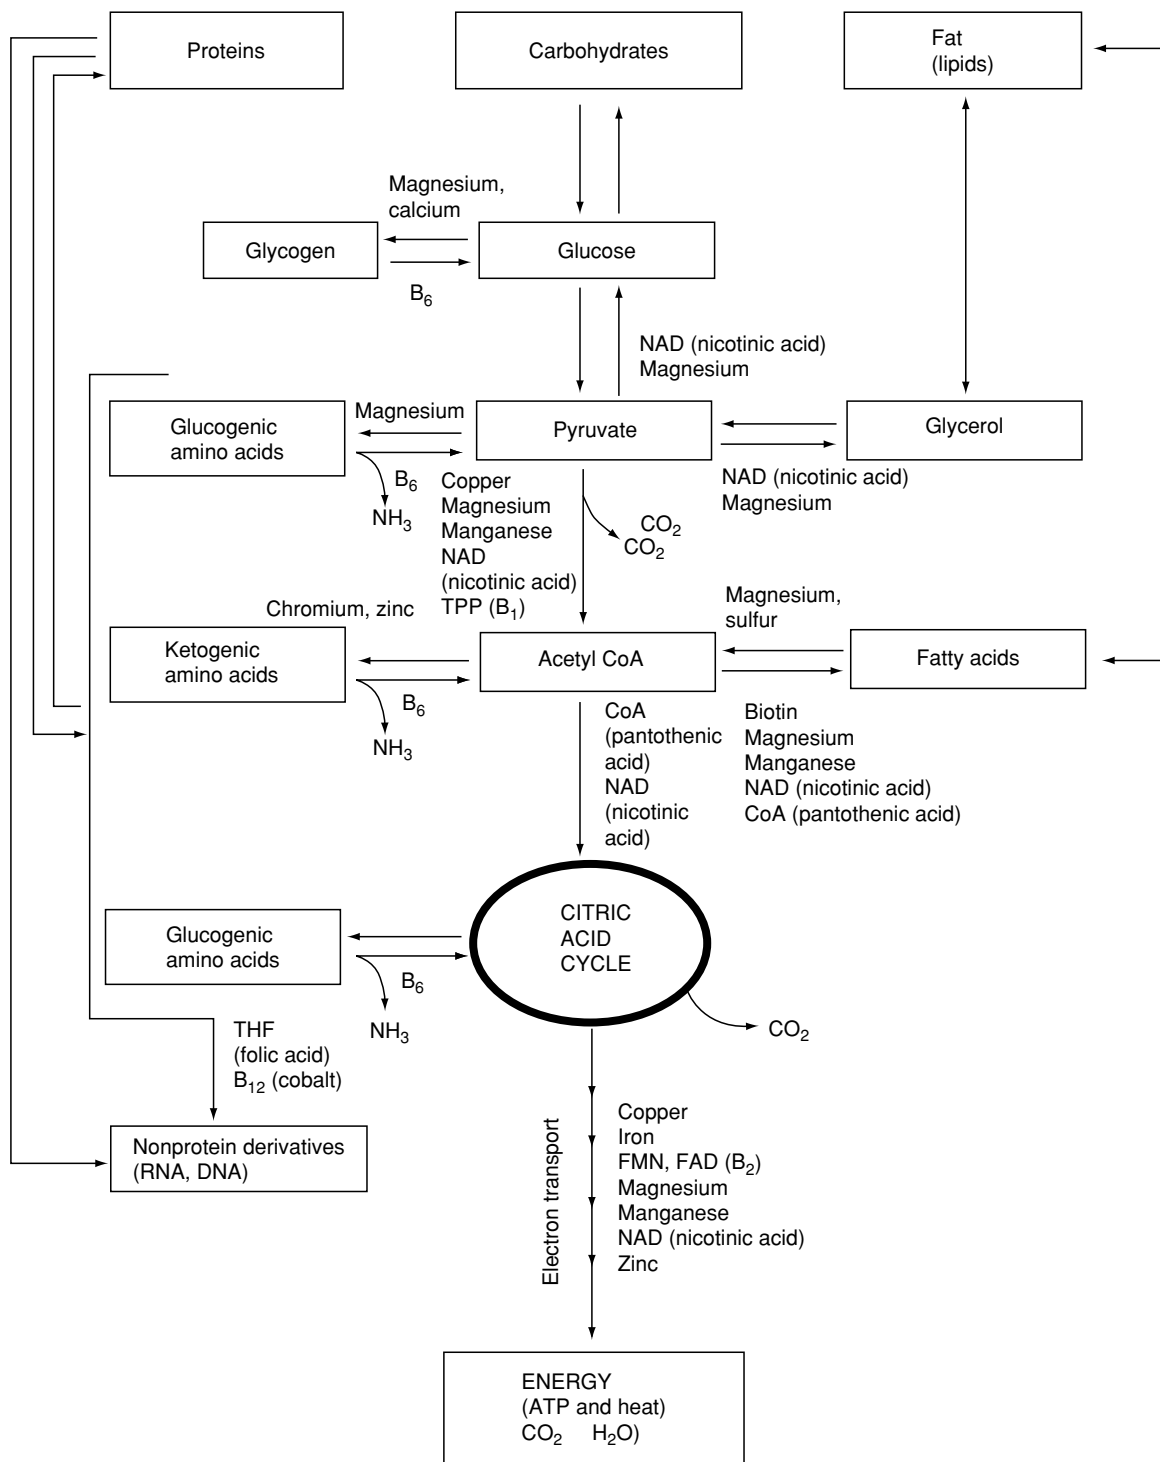 Proteins
Carbohydrates
Fat
(lipids)
Magnesium,
calcium
Glycogen
Glucose
B6
NAD (nicotinic acid)
Magnesium
Glucogenic
amino acids
Magnesium
Pyruvate
Glycerol
B6
NH3
Copper
Magnesium
Manganese
NAD
(nicotinic acid)
TPP (B1)
CO2
CO2
NAD (nicotinic acid)
Magnesium
Chromium, zinc
Magnesium,
sulfur
Ketogenic
amino acids
Acetyl CoA
Fatty acids
B6
NH3
CoA
(pantothenic
acid)
NAD
(nicotinic
acid)
Biotin
Magnesium
Manganese
NAD (nicotinic acid)
CoA (pantothenic acid)
Glucogenic
amino acids
CITRIC
ACID
CYCLE
B6
NH3
CO2
THF
(folic acid)
B12 (cobalt)
Nonprotein derivatives
(RNA, DNA)
Electron transport
Copper
Iron
FMN, FAD (B2)
Magnesium
Manganese
NAD (nicotinic acid)
Zinc
ENERGY
(ATP and heat)
CO2 H2O)